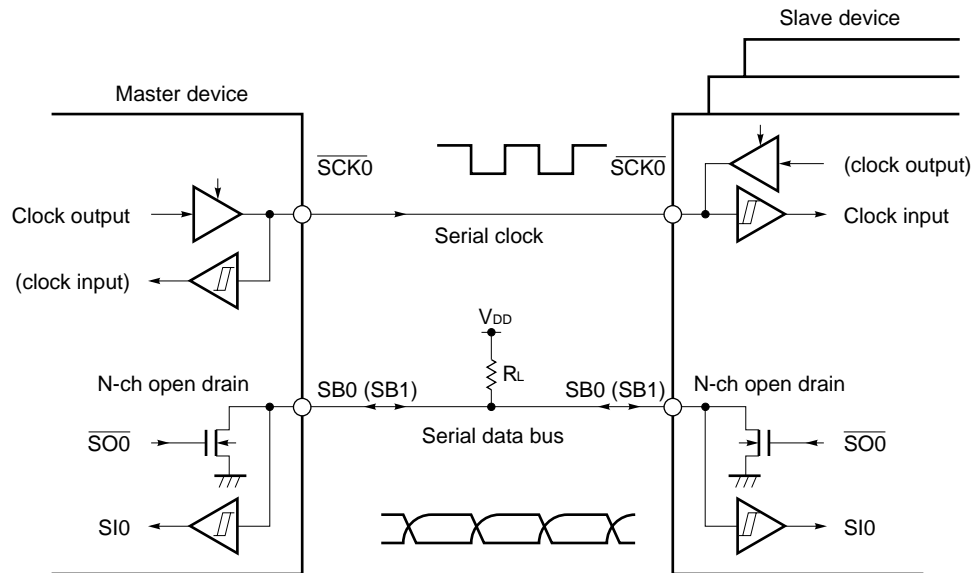 Slave device
Master device
SCK0 SCK0
(clock output)
Clock output
Clock input
Serial clock
(clock input)
VDD
RL
N-ch open drain
SB0 (SB1)
SB0 (SB1)
N-ch open drain
SO0
Serial data bus
SO0
SI0
SI0